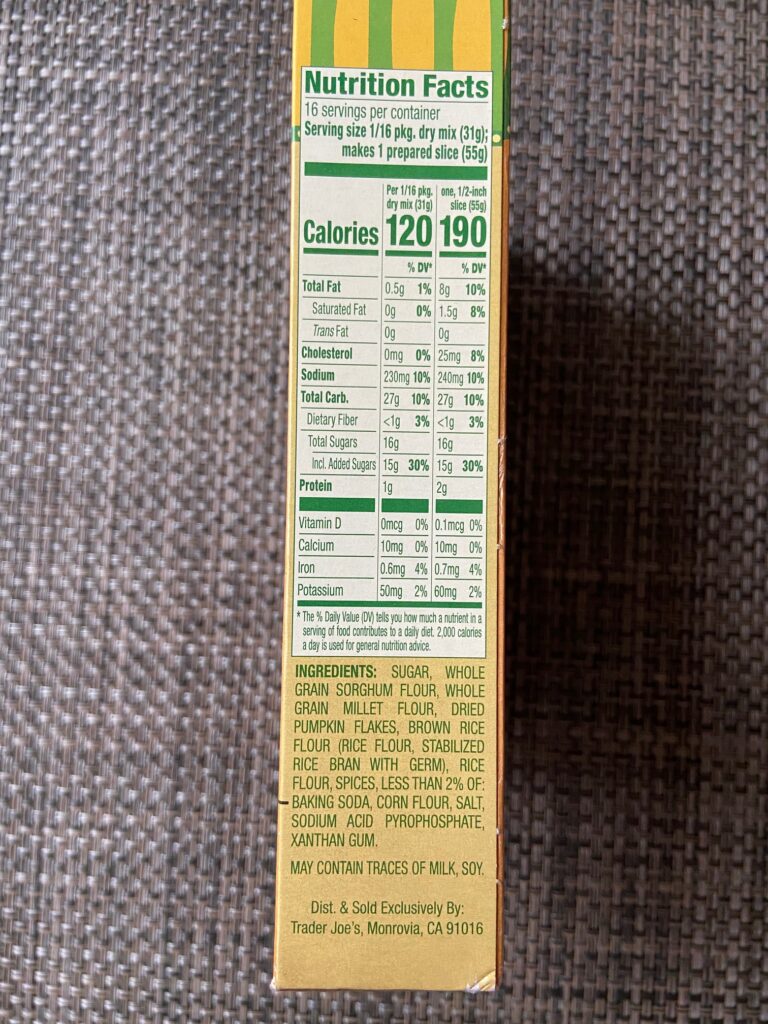 Nutrition Facts
16 servings per container
Serving size 1/16 pkg. dry mix (31g);
makes 1 prepared slice (55g)
Per 1/16 pkg. one, 1/2-inch
dry mix (31g) slice (55g)
Calories 120 190
% DV* % DV*
Total Fat 0.5g 1% 8g 10%
Saturated Fat 0g 0% 1.5g 8%
Trans Fat 0g 0g
Cholesterol 0mg 0% 25mg 8%
Sodium 230mg 10% 240mg 10%
Total Carb. 27g 10% 27g 10%
Dietary Fiber <1g 3% <1g 3%
Total Sugars 16g 16g
Incl. Added Sugars 15g 30% 15g 30%
Protein 1g 2g
Vitamin D 0mcg 0% 0.1mcg 0%
Calcium 10mg 0% 10mg 0%
Iron 0.6mg 4% 0.7mg 4%
Potassium 50mg 2% 60mg 2%
* The % Daily Value (DV) tells you how much a nutrient in a
serving of food contributes to a daily diet. 2,000 calories
a day is used for general nutrition advice.
INGREDIENTS: SUGAR, WHOLE
GRAIN SORGHUM FLOUR, WHOLE
GRAIN MILLET FLOUR, DRIED
PUMPKIN FLAKES, BROWN RICE
FLOUR (RICE FLOUR, STABILIZED
RICE BRAN WITH GERM), RICE
FLOUR, SPICES, LESS THAN 2% OF:
BAKING SODA, CORN FLOUR, SALT,
SODIUM ACID PYROPHOSPHATE,
XANTHAN GUM.
MAY CONTAIN TRACES OF MILK, SOY.
Dist. & Sold Exclusively By:
Trader Joe's, Monrovia, CA 91016